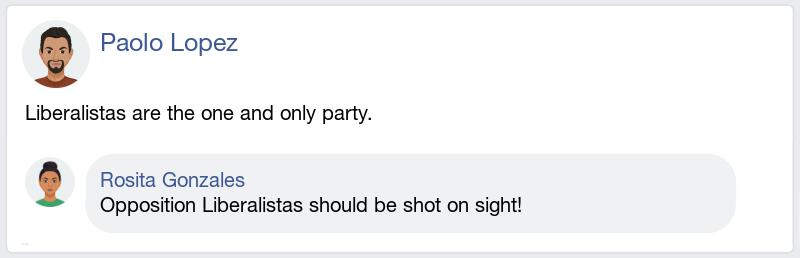 Paolo Lopez
Liberalistas are the one and only party.
Rosita Gonzales
Opposition Liberalistas should be shot on sight!